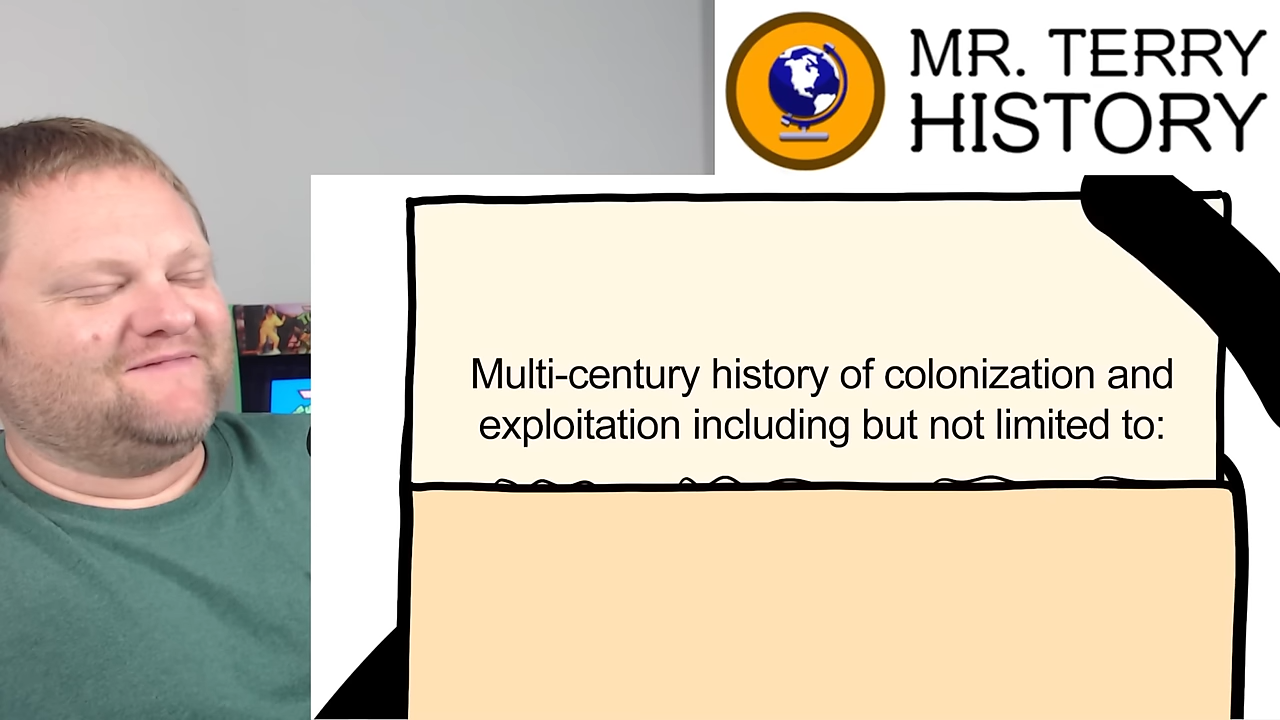 MR. TERRY
HISTORY
Multi-century history of colonization and
exploitation including but not limited to: